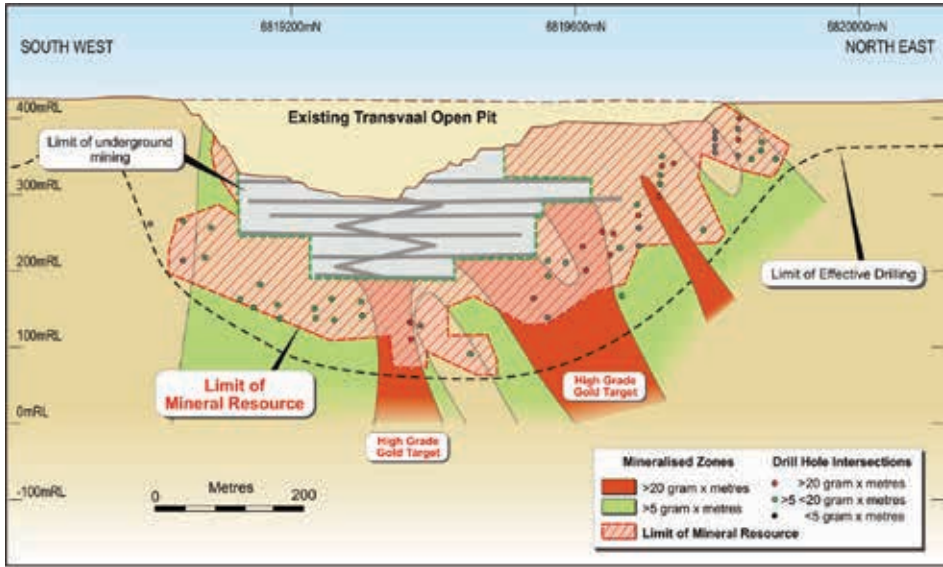 6819200mN
6819600mN
6820000mN
SOUTH WEST
NORTH EAST
400mRL
300mRL
200mRL
100mRL
0mRL
-100mRL
Existing Transvaal Open Pit
Limit of underground
mining
Limit of Effective Drilling
Limit of
Mineral Resource
High Grade
Gold Target
High Grade
Gold Target
Metres
0
200
Mineralised Zones
>20 gram x metres
>5 gram x metres
Limit of Mineral Resource
Drill Hole Intersections
>20 gram x metres
>5 <20 gram x metres
<5 gram x metres